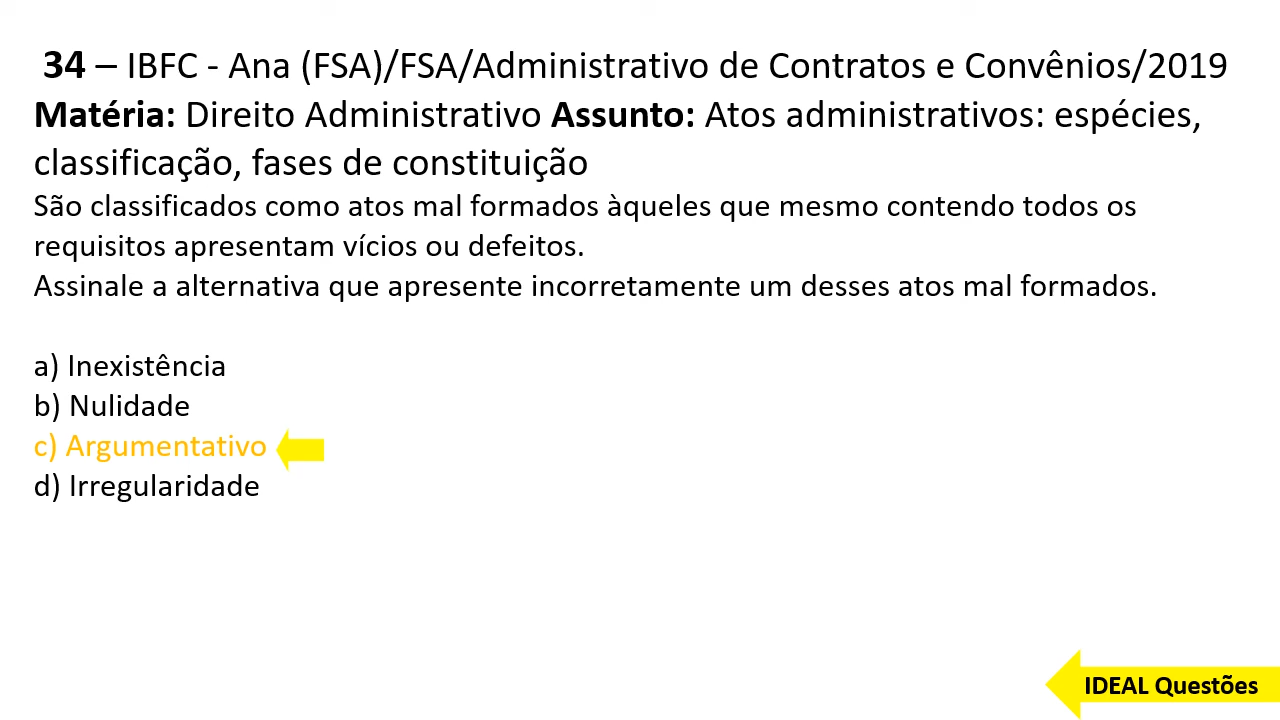 34 – IBFC - Ana (FSA)/FSA/Administrativo de Contratos e Convênios/2019
Matéria: Direito Administrativo Assunto: Atos administrativos: espécies,
classificação, fases de constituição
São classificados como atos mal formados àqueles que mesmo contendo todos os
requisitos apresentam vícios ou defeitos.
Assinale a alternativa que apresente incorretamente um desses atos mal formados.
a) Inexistência
b) Nulidade
c) Argumentativo
d) Irregularidade
IDEAL Questões